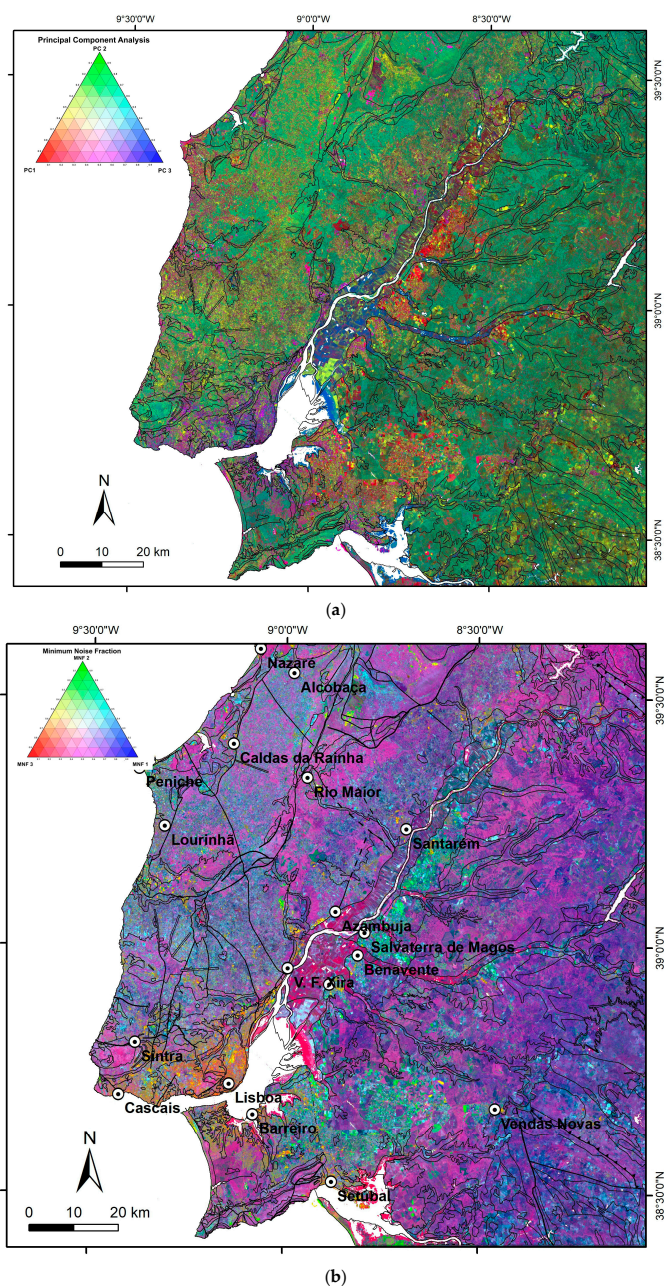 9°30'0"W 9°0'0"W 8°30'0"W
Principal Component Analysis
PC 2
PC1 PC 3
39°30'0"N
39°0'0"N
38°30'0"N
N
0 10 20 km
(a)
9°30'0"W 9°0'0"W 8°30'0"W
Minimum Noise Fraction
MNF 2
MNF 3 MNF 1
Nazaré
Alcobaça
39°30'0"N
Caldas da Rainha
Peniche
Rio Maior
Lourinhã
Santarém
Azambuja
Salvaterra de Magos
39°0'0"N
Benavente
V. F. Xira
Sintra
Lisboa
Cascais
Barreiro
Vendas Novas
N
Setúbal
38°30'0"N
0 10 20 km
(b)